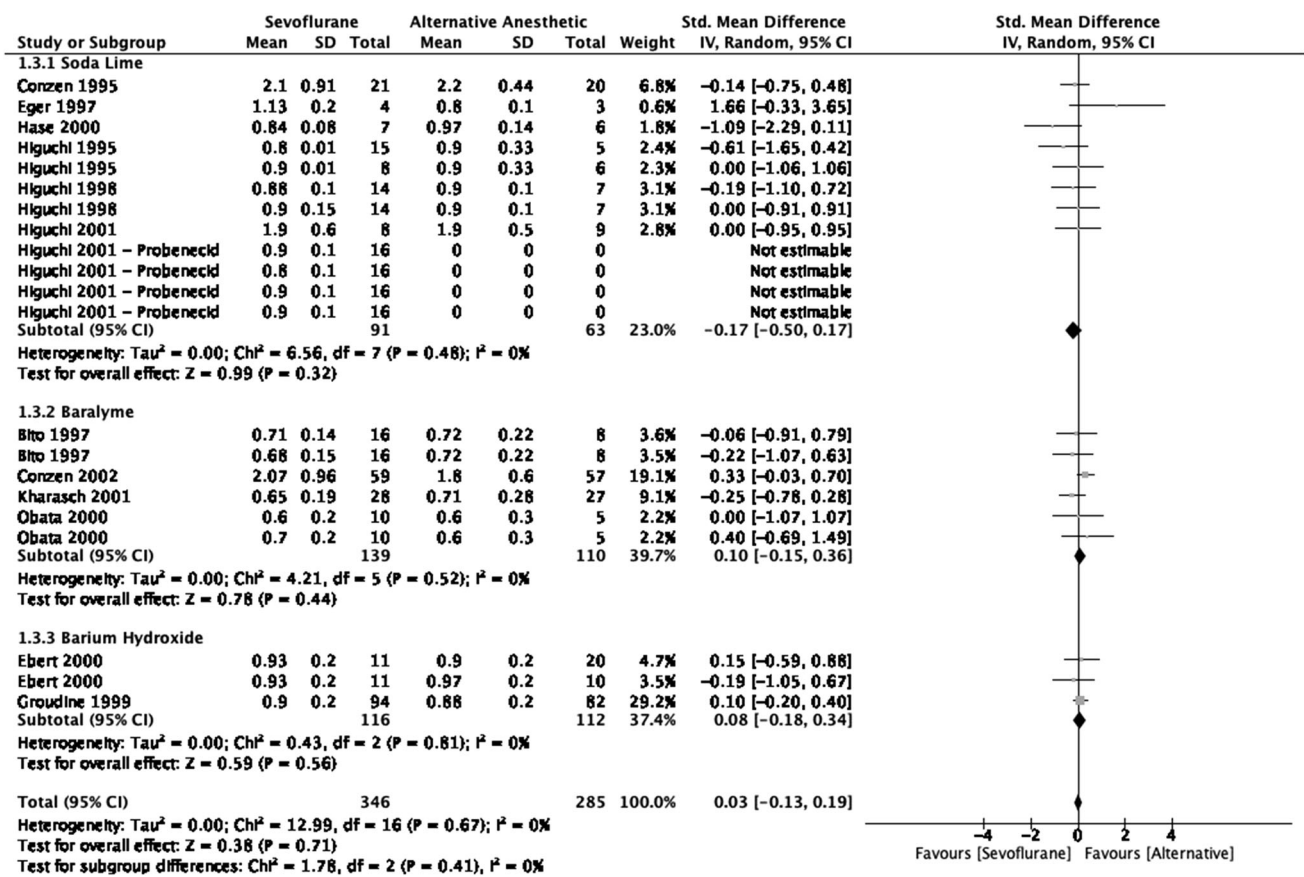 Sevoflurane Alternative Anesthetic Std. Mean Difference Std. Mean Difference
Study or Subgroup Mean SD Total Mean SD Total Weight IV, Random, 95% CI IV, Random, 95% CI
1.3.1 Soda Lime
Conzen 1995 2.1 0.91 21 2.2 0.44 20 6.8% −0.14 [−0.75, 0.48]
Eger 1997 1.13 0.2 4 0.8 0.1 3 0.6% 1.66 [−0.33, 3.65]
Hase 2000 0.84 0.08 7 0.97 0.14 6 1.8% −1.09 [−2.29, 0.11]
Higuchi 1995 0.8 0.01 15 0.9 0.33 5 2.4% −0.61 [−1.65, 0.42]
Higuchi 1995 0.9 0.01 8 0.9 0.33 6 2.3% 0.00 [−1.06, 1.06]
Higuchi 1998 0.88 0.1 14 0.9 0.1 7 3.1% −0.19 [−1.10, 0.72]
Higuchi 1998 0.9 0.15 14 0.9 0.1 7 3.1% 0.00 [−0.91, 0.91]
Higuchi 2001 1.9 0.6 8 1.9 0.5 9 2.8% 0.00 [−0.95, 0.95]
Higuchi 2001 – Probenecid 0.9 0.1 16 0 0 0 Not estimable
Higuchi 2001 – Probenecid 0.8 0.1 16 0 0 0 Not estimable
Higuchi 2001 – Probenecid 0.9 0.1 16 0 0 0 Not estimable
Higuchi 2001 – Probenecid 0.9 0.1 16 0 0 0 Not estimable
Subtotal (95% CI) 91 63 23.0% −0.17 [−0.50, 0.17]
Heterogeneity: Tau² = 0.00; Chi² = 6.56, df = 7 (P = 0.48); I² = 0%
Test for overall effect: Z = 0.99 (P = 0.32)
1.3.2 Baralyme
Bito 1997 0.71 0.14 16 0.72 0.22 8 3.6% −0.06 [−0.91, 0.79]
Bito 1997 0.68 0.15 16 0.72 0.22 8 3.5% −0.22 [−1.07, 0.63]
Conzen 2002 2.07 0.96 59 1.8 0.6 57 19.1% 0.33 [−0.03, 0.70]
Kharasch 2001 0.65 0.19 28 0.71 0.28 27 9.1% −0.25 [−0.78, 0.28]
Obata 2000 0.6 0.2 10 0.6 0.3 5 2.2% 0.00 [−1.07, 1.07]
Obata 2000 0.7 0.2 10 0.6 0.3 5 2.2% 0.40 [−0.69, 1.49]
Subtotal (95% CI) 139 110 39.7% 0.10 [−0.15, 0.36]
Heterogeneity: Tau² = 0.00; Chi² = 4.21, df = 5 (P = 0.52); I² = 0%
Test for overall effect: Z = 0.78 (P = 0.44)
1.3.3 Barium Hydroxide
Ebert 2000 0.93 0.2 11 0.9 0.2 20 4.7% 0.15 [−0.59, 0.88]
Ebert 2000 0.93 0.2 11 0.97 0.2 10 3.5% −0.19 [−1.05, 0.67]
Groudine 1999 0.9 0.2 94 0.88 0.2 82 29.2% 0.10 [−0.20, 0.40]
Subtotal (95% CI) 116 112 37.4% 0.08 [−0.18, 0.34]
Heterogeneity: Tau² = 0.00; Chi² = 0.43, df = 2 (P = 0.81); I² = 0%
Test for overall effect: Z = 0.59 (P = 0.56)
Total (95% CI) 346 285 100.0% 0.03 [−0.13, 0.19]
Heterogeneity: Tau² = 0.00; Chi² = 12.99, df = 16 (P = 0.67); I² = 0%
Test for overall effect: Z = 0.38 (P = 0.71)
Test for subgroup differences: Chi² = 1.78, df = 2 (P = 0.41), I² = 0%
−4 −2 0 2 4
Favours [Sevoflurane] Favours [Alternative]